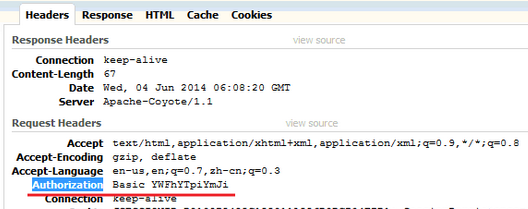 Headers Response HTML Cache Cookies
Response Headers view source
Connection keep-alive
Content-Length 67
Date Wed, 04 Jun 2014 06:08:20 GMT
Server Apache-Coyote/1.1
Request Headers view source
Accept text/html,application/xhtml+xml,application/xml;q=0.9,*/*;q=0.8
Accept-Encoding gzip, deflate
Accept-Language en-us,en;q=0.7,zh-cn;q=0.3
Authorization Basic YWFhYTpiYmJi
Connection keep-alive